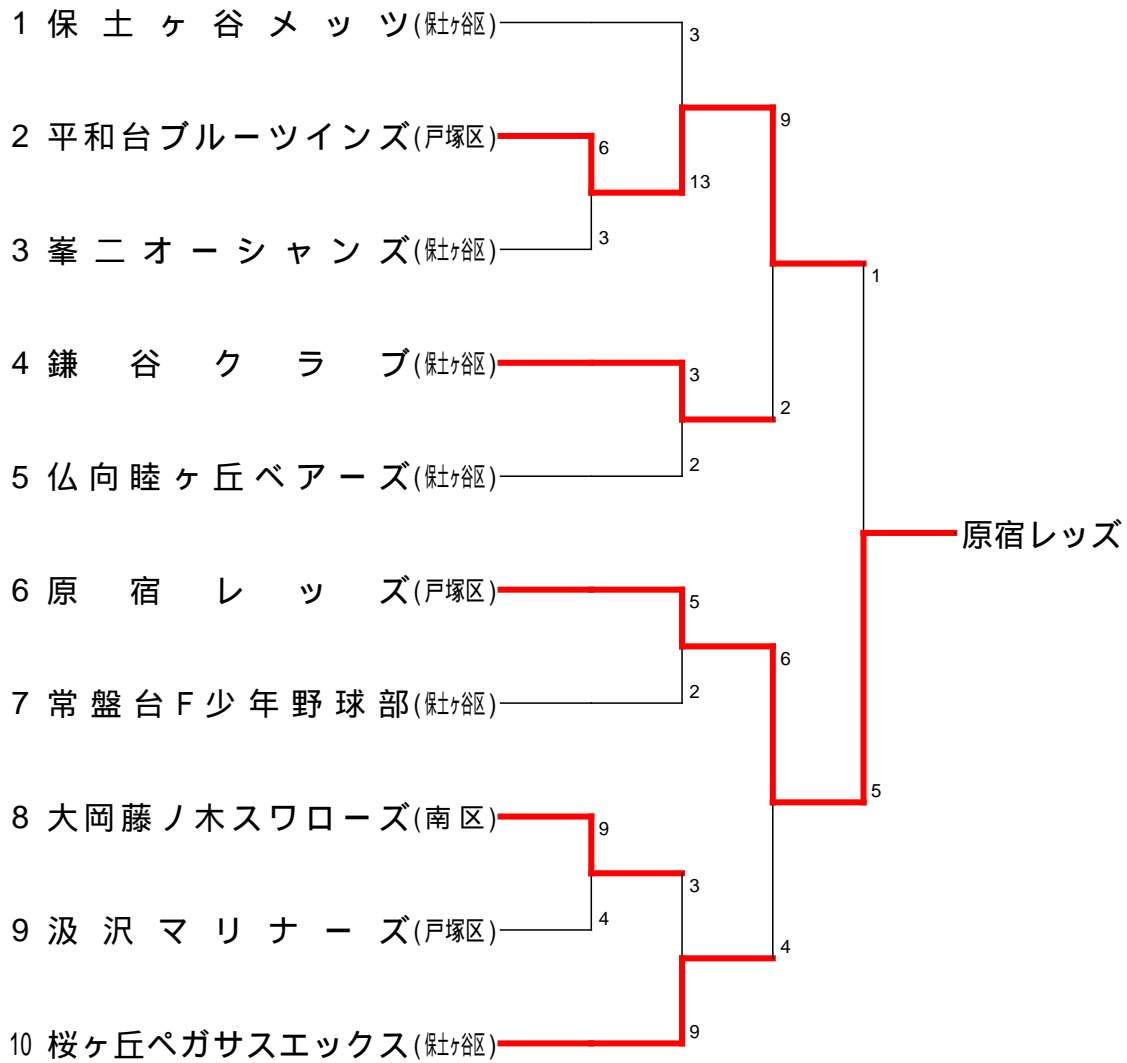 1 保土ヶ谷メッツ(保土ヶ谷区)
3
9
2 平和台ブルーツインズ(戸塚区)
6
13
3 峯二オーシャンズ(保土ヶ谷区)
3
1
4 鎌谷クラブ(保土ヶ谷区)
3
2
5 仏向睦ヶ丘ベアーズ(保土ヶ谷区)
2
原宿レッズ
6 原宿レッズ(戸塚区)
5
6
7 常盤台F少年野球部(保土ヶ谷区)
2
5
8 大岡藤ノ木スワローズ(南区)
9
3
9 汲沢マリナーズ(戸塚区)
4
4
10 桜ヶ丘ペガサスエックス(保土ヶ谷区)
9